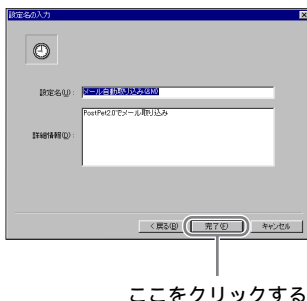 設定名の入力
設定名(U):
メール自動取り込み(SM)
詳細情報(D):
PostPet2.0でメール取り込み
< 戻る(B)
完了(F)
キャンセル
ここをクリックする